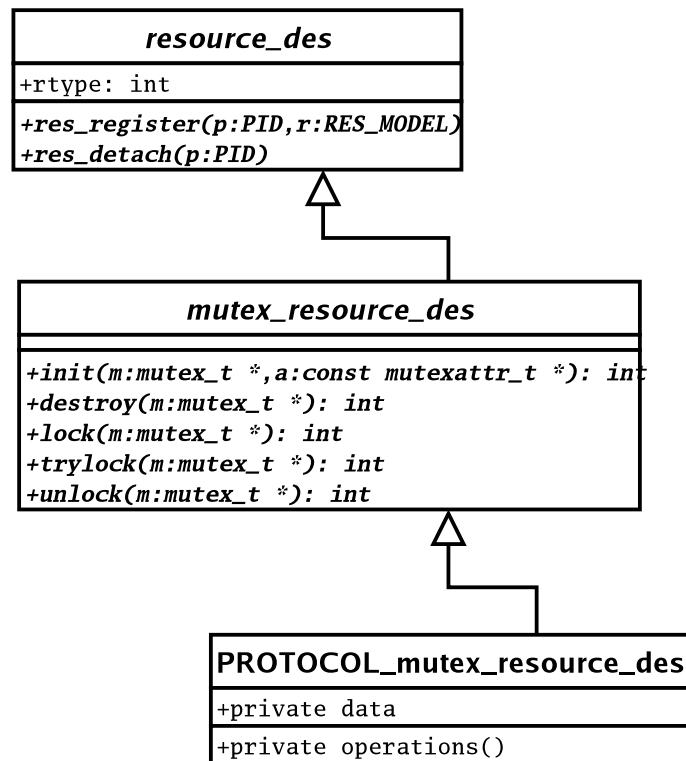 resource_des
+rtype: int
+res_register(p:PID,r:RES_MODEL)
+res_detach(p:PID)
mutex_resource_des
+init(m:mutex_t *,a:const mutexattr_t *): int
+destroy(m:mutex_t *): int
+lock(m:mutex_t *): int
+trylock(m:mutex_t *): int
+unlock(m:mutex_t *): int
PROTOCOL_mutex_resource_des
+private data
+private operations()